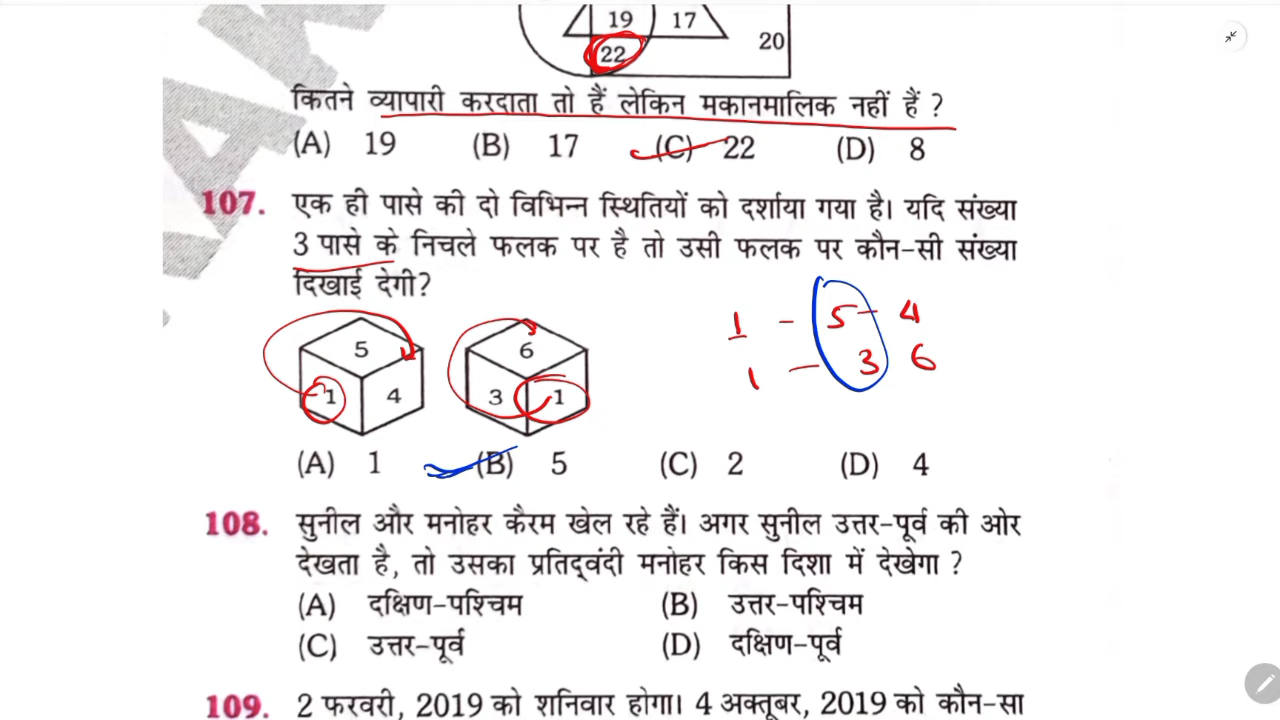 19 17
20
22
कितने व्यापारी करदाता तो हैं लेकिन मकानमालिक नहीं हैं ?
(A) 19 (B) 17 (C) 22 (D) 8
107. एक ही पासे की दो विभिन्न स्थितियों को दर्शाया गया है। यदि संख्या
3 पासे के निचले फलक पर है तो उसी फलक पर कौन-सी संख्या
दिखाई देगी?
5 1 4
6 3 1
1 - 5 - 4
1 - 3 6
(A) 1 (B) 5 (C) 2 (D) 4
108. सुनील और मनोहर कैरम खेल रहे हैं। अगर सुनील उत्तर-पूर्व की ओर
देखता है, तो उसका प्रतिद्वंदी मनोहर किस दिशा में देखेगा ?
(A) दक्षिण-पश्चिम (B) उत्तर-पश्चिम
(C) उत्तर-पूर्व (D) दक्षिण-पूर्व
109. 2 फरवरी, 2019 को शनिवार होगा। 4 अक्तूबर, 2019 को कौन-सा